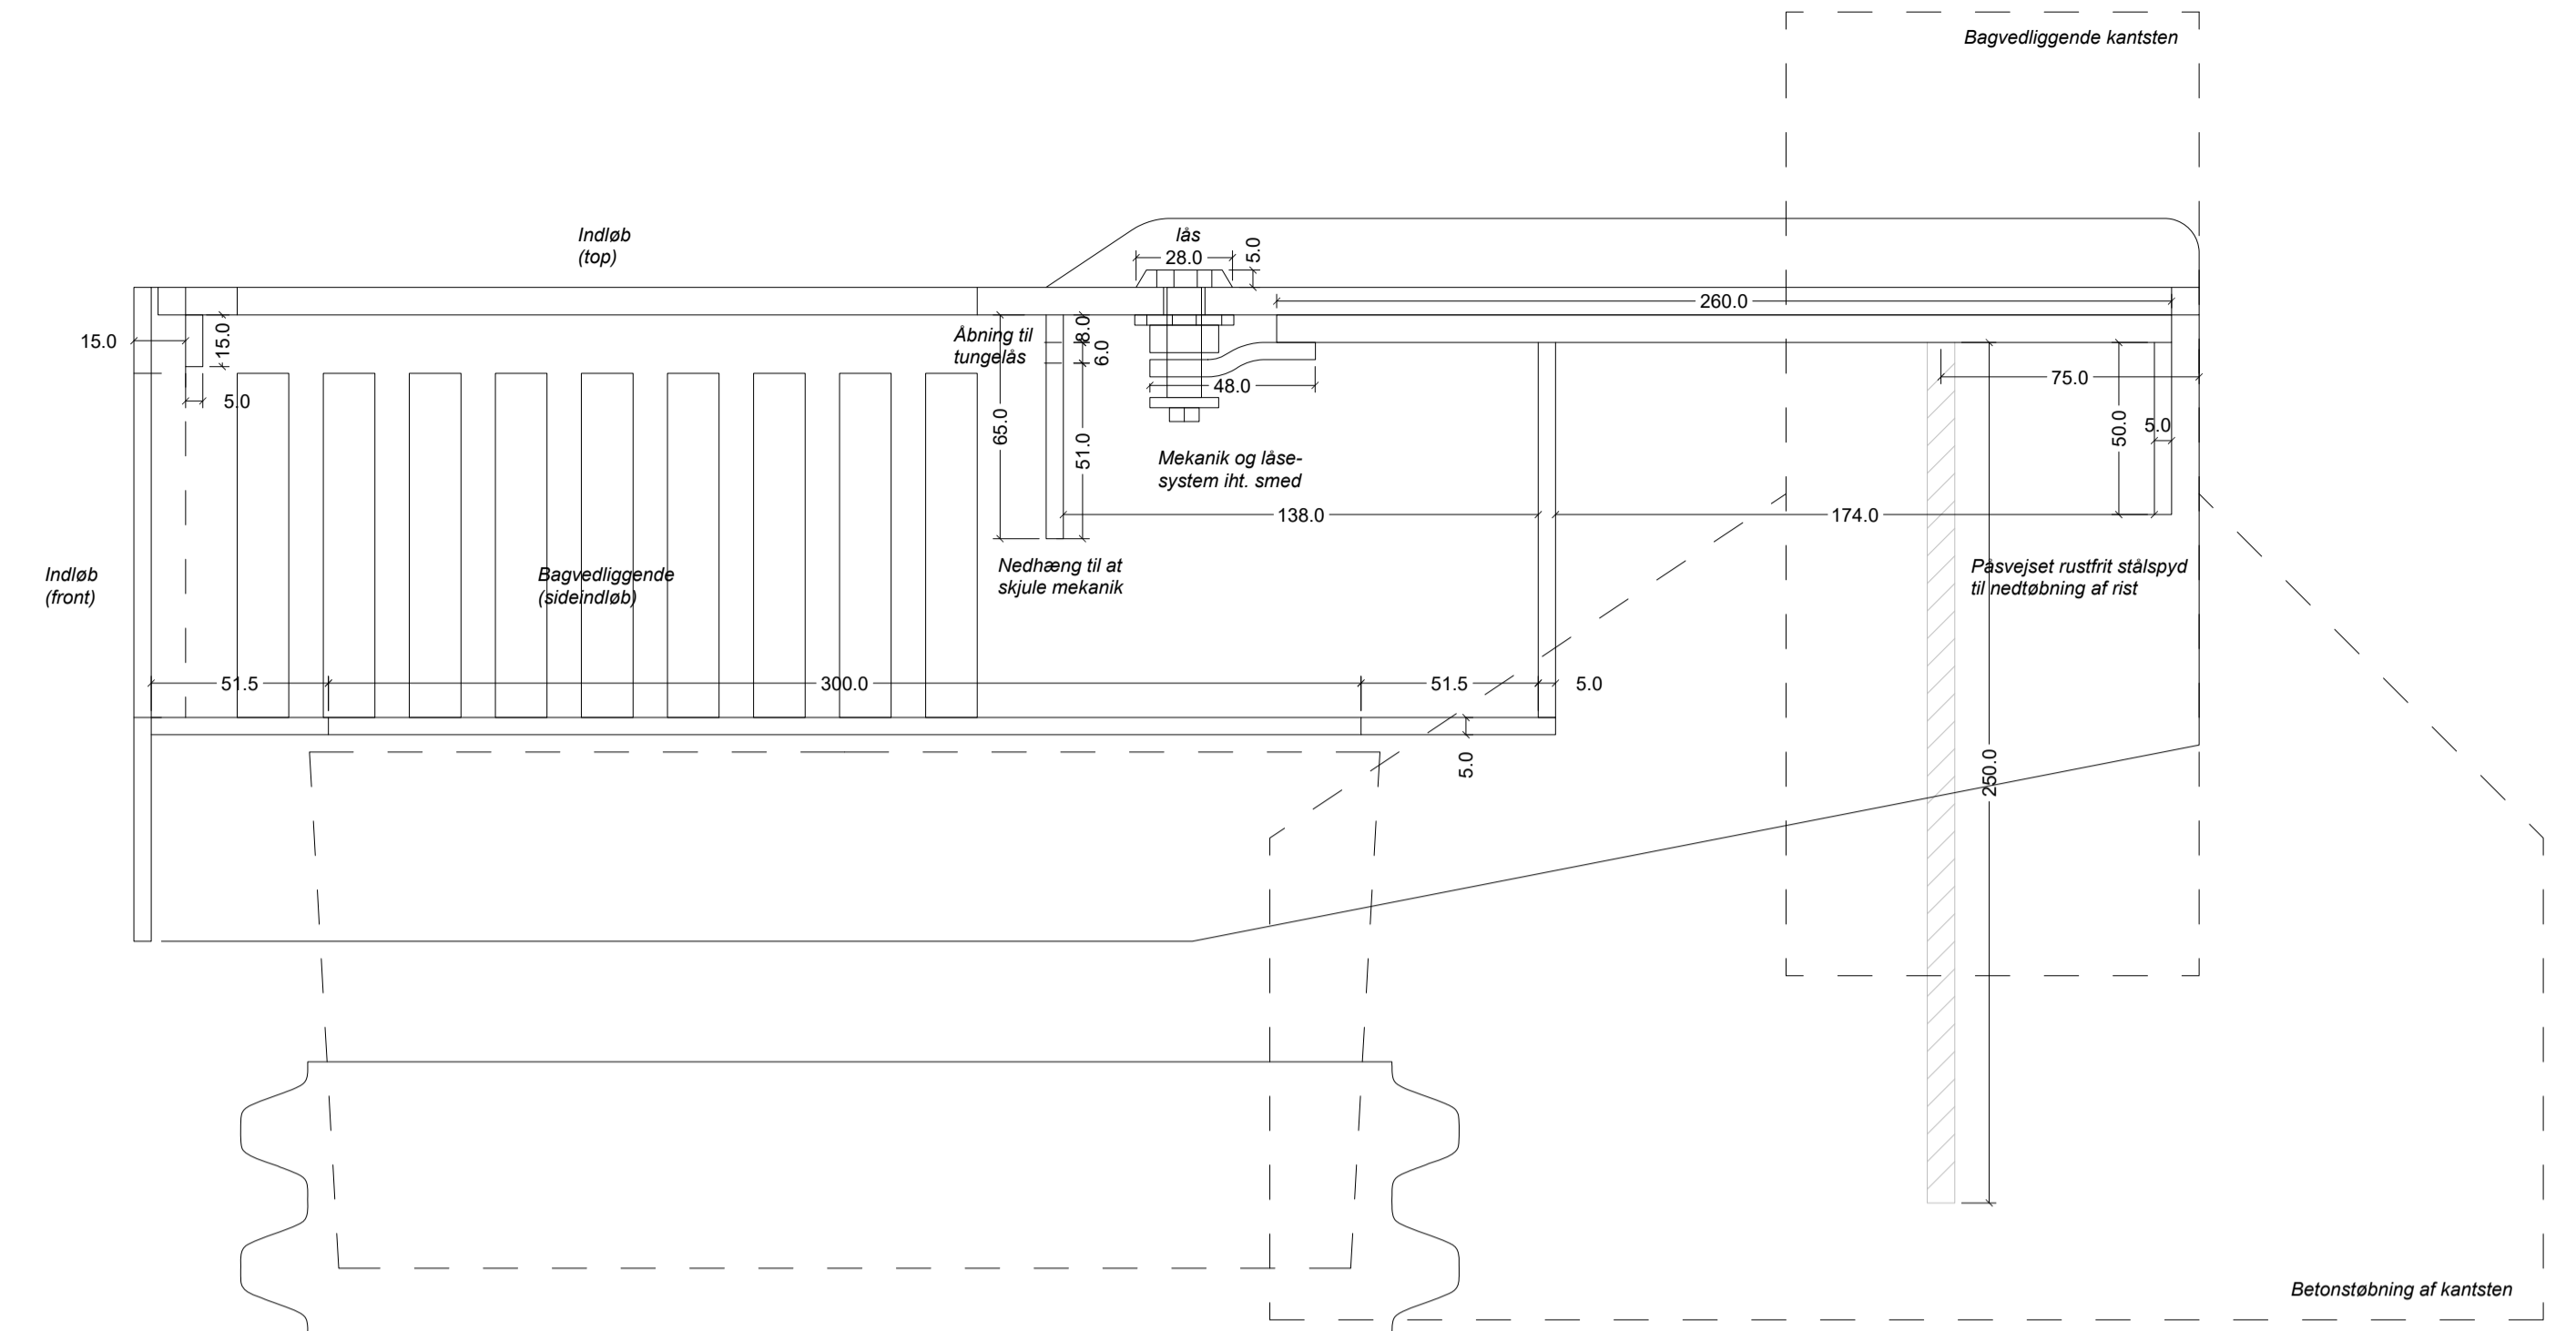 Bagvedliggende kantsten
Indløb
(top)
lås
28.0
5.0
260.0
15.0
15.0
5.0
Åbning til
tungelås
8.0
6.0
48.0
65.0
51.0
75.0
50.0
5.0
Mekanik og låse-
system iht. smed
138.0
174.0
Indløb
(front)
Bagvedliggende
(sideindløb)
Nedhæng til at
skjule mekanik
Påsvejset rustfrit stålspyd
til nedtøbning af rist
51.5
300.0
51.5
5.0
5.0
250.0
Betonstøbning af kantsten